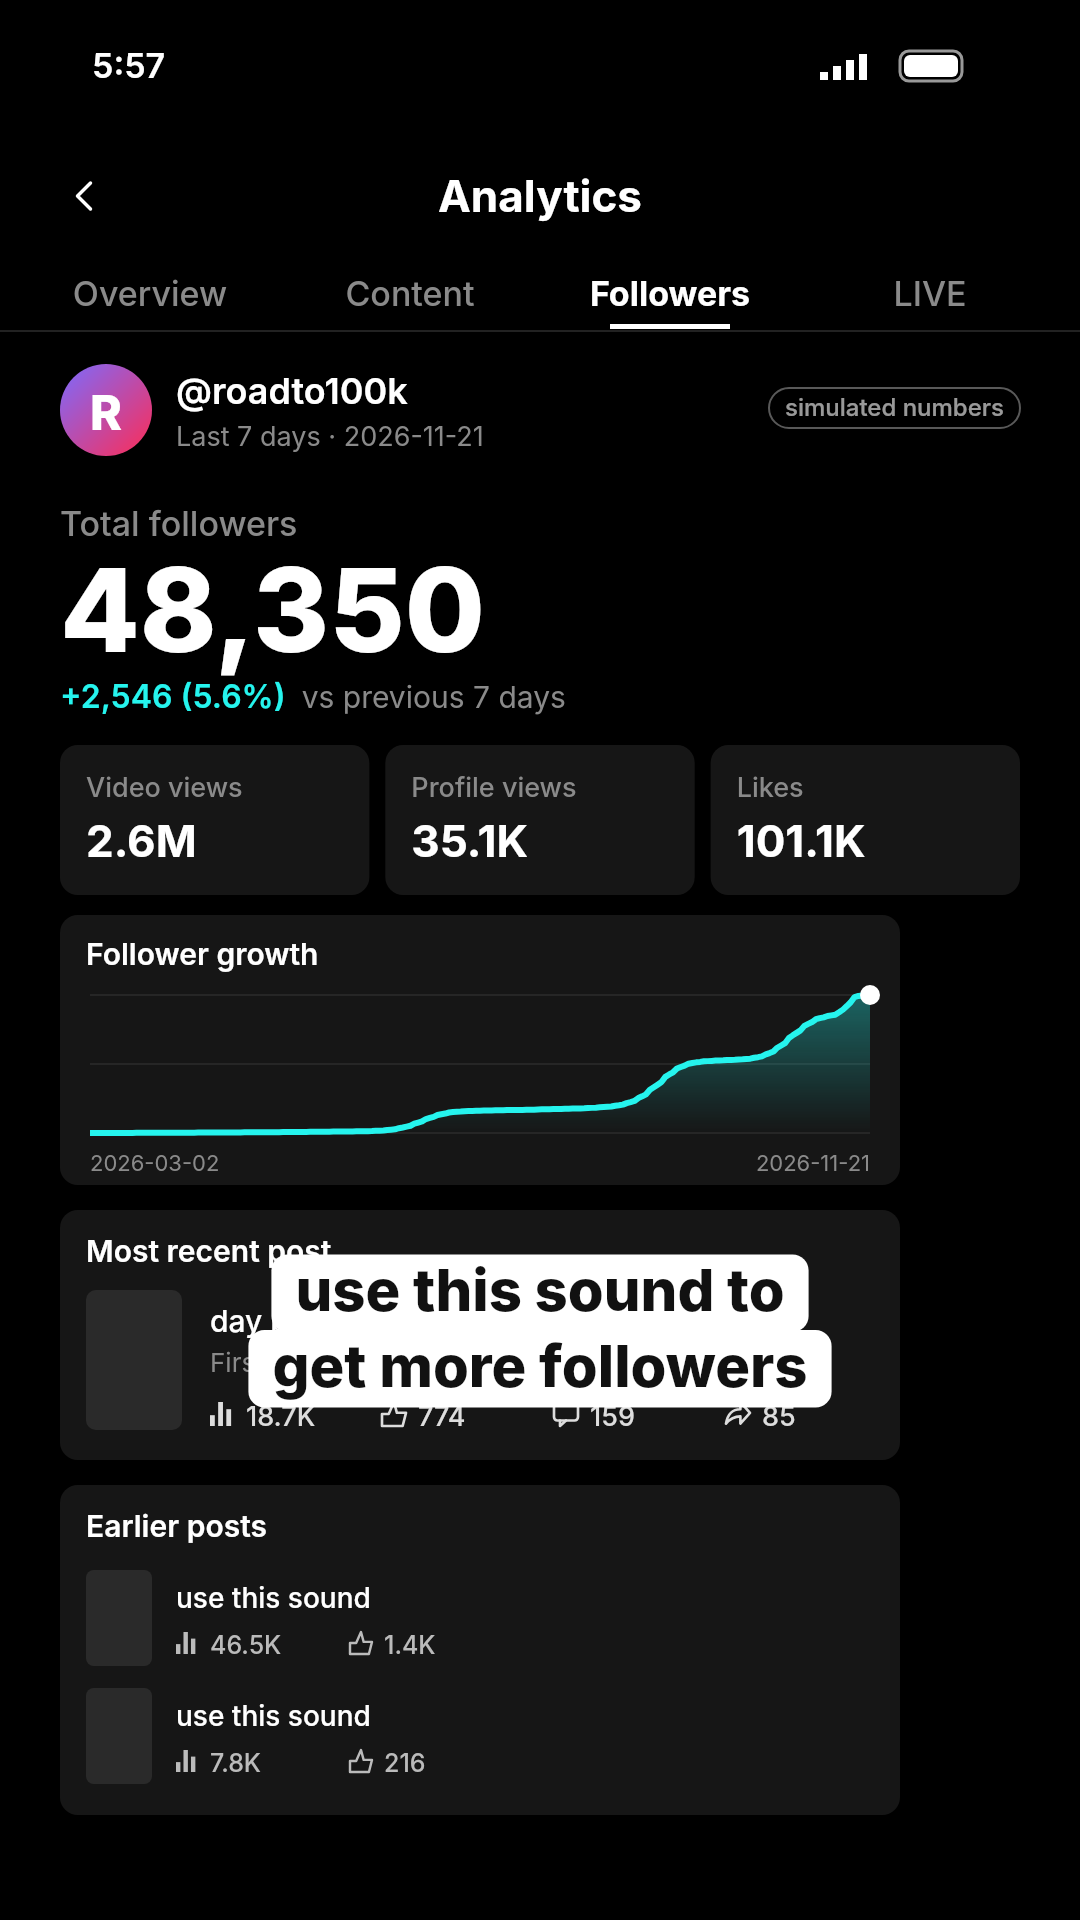 5:57
Analytics
Overview Content Followers LIVE
R
@roadto100k
Last 7 days · 2026-11-21
simulated numbers
Total followers
48,350
+2,546 (5.6%) vs previous 7 days
Video views
2.6M
Profile views
35.1K
Likes
101.1K
Follower growth
2026-03-02 2026-11-21
Most recent post
use this sound to
get more followers
day
18.7K 774 159 85
Earlier posts
use this sound
46.5K 1.4K
use this sound
7.8K 216